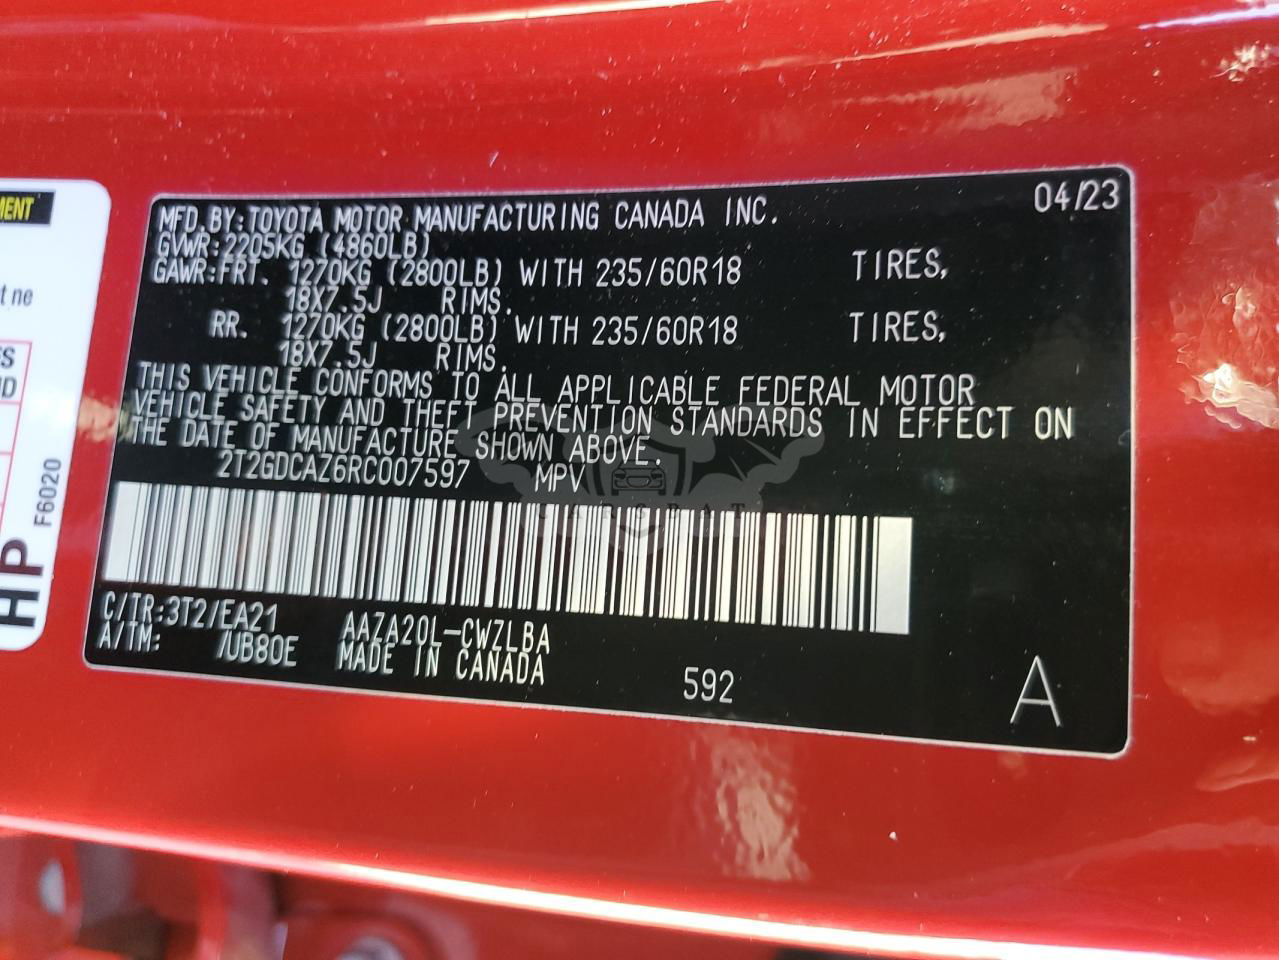 MENT
t ne
S
ND
F6020
HP
MFD.BY:TOYOTA MOTOR MANUFACTURING CANADA INC. 04/23
GVWR:2205KG (4860LB)
GAWR:FRT. 1270KG (2800LB) WITH 235/60R18 TIRES,
18X7.5J RIMS.
RR. 1270KG (2800LB) WITH 235/60R18 TIRES,
18X7.5J RIMS.
THIS VEHICLE CONFORMS TO ALL APPLICABLE FEDERAL MOTOR
VEHICLE SAFETY AND THEFT PREVENTION STANDARDS IN EFFECT ON
THE DATE OF MANUFACTURE SHOWN ABOVE.
2T2GDCAZ6RC007597 MPV
C/TR:3T2/EA21 AAZA20L-CWZLBA
A/TM: /UB80E MADE IN CANADA
592
A